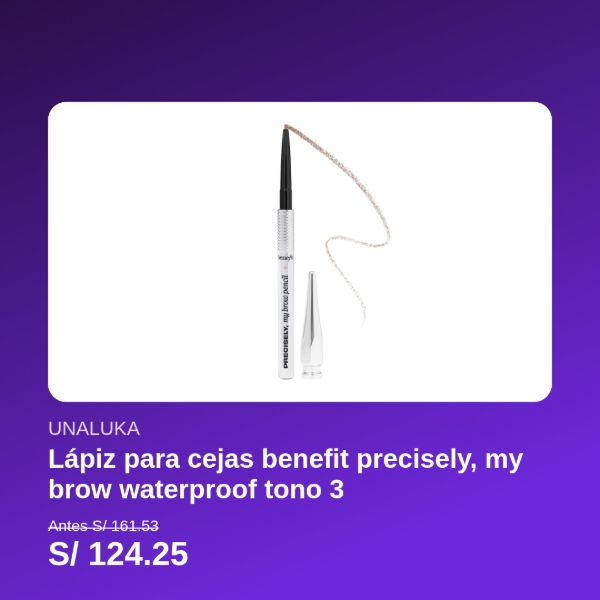 benefit
PRECISELY, my brow pencil
UNALUKA
Lápiz para cejas benefit precisely, my
brow waterproof tono 3
Antes S/ 161.53
S/ 124.25